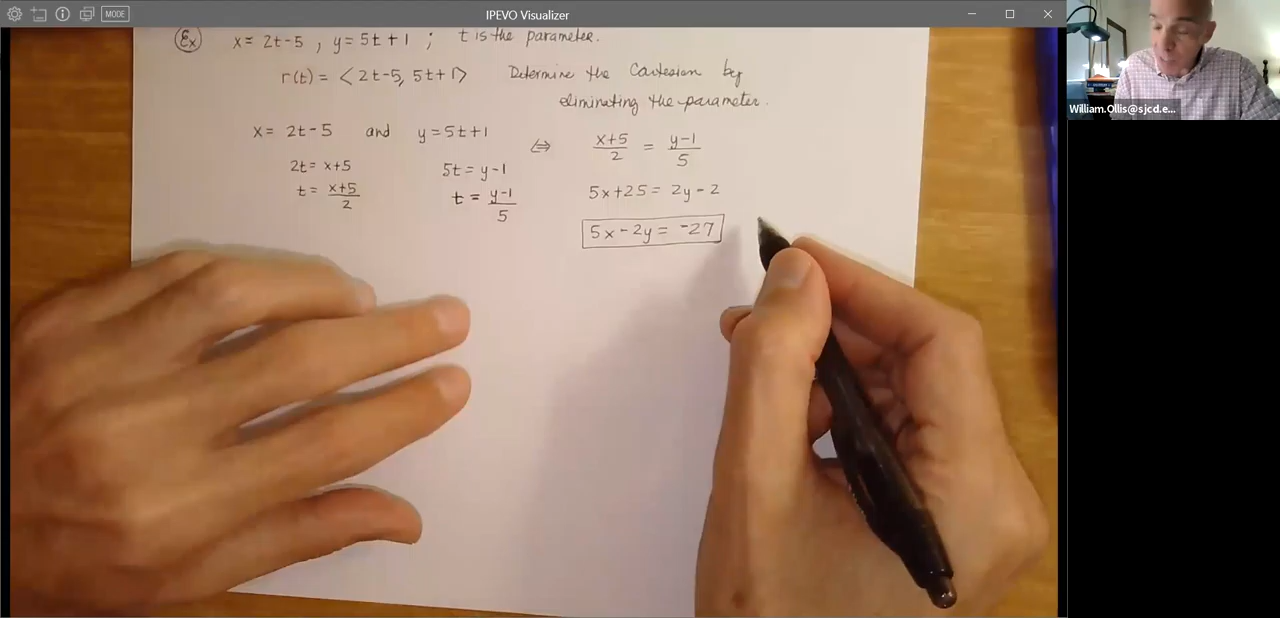 IPEVO Visualizer
MODE
William.Ollis@sjcd.e...
Ex x = 2t-5 , y = 5t+1 ; t is the parameter.
r(t) = <2t-5, 5t+1> Determine the Cartesian by
eliminating the parameter.
x = 2t-5 and y = 5t+1 ⇔ x+5/2 = y-1/5
2t = x+5 5t = y-1
t = x+5/2 t = y-1/5
5x+25 = 2y-2
5x-2y = -27